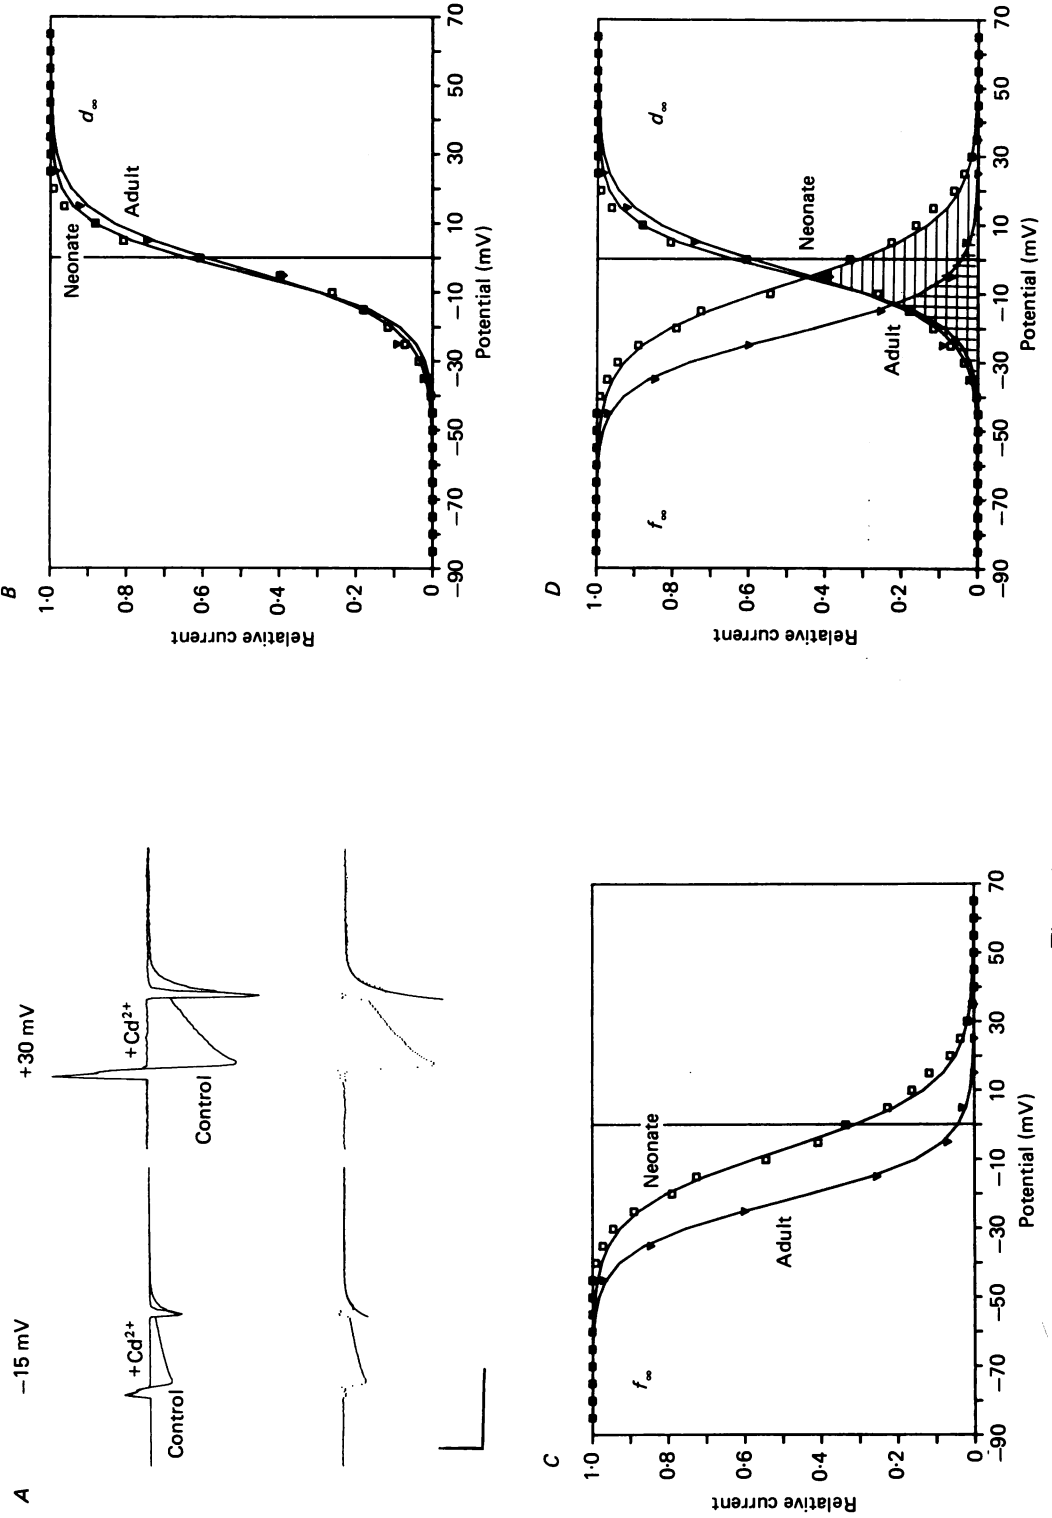 A
−15 mV
+30 mV
+Cd²⁺
Control
+Cd²⁺
Control
B
Relative current
1·0
0·8
0·6
0·4
0·2
0
Neonate
Adult
d∞
−90 −70 −50 −30 −10 10 30 50 70
Potential (mV)
C
Relative current
1·0
0·8
0·6
0·4
0·2
0
f∞
Neonate
Adult
−90 −70 −50 −30 −10 10 30 50 70
Potential (mV)
D
Relative current
1·0
0·8
0·6
0·4
0·2
0
f∞
d∞
Neonate
Adult
−90 −70 −50 −30 −10 10 30 50 70
Potential (mV)